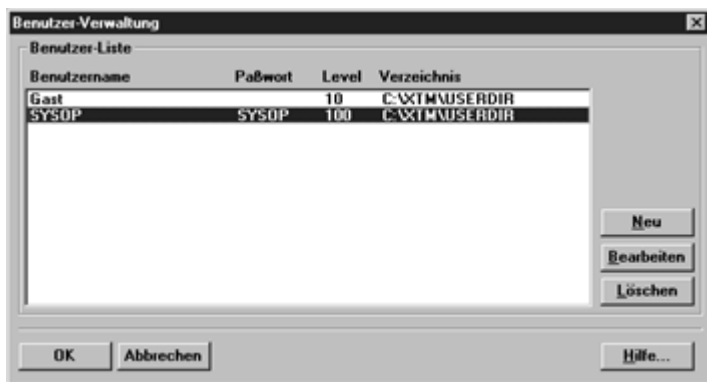 Benutzer-Verwaltung
Benutzer-Liste
Benutzername Paßwort Level Verzeichnis
Gast 10 C:\XTM\USERDIR
SYSOP SYSOP 100 C:\XTM\USERDIR
Neu
Bearbeiten
Löschen
OK Abbrechen Hilfe...